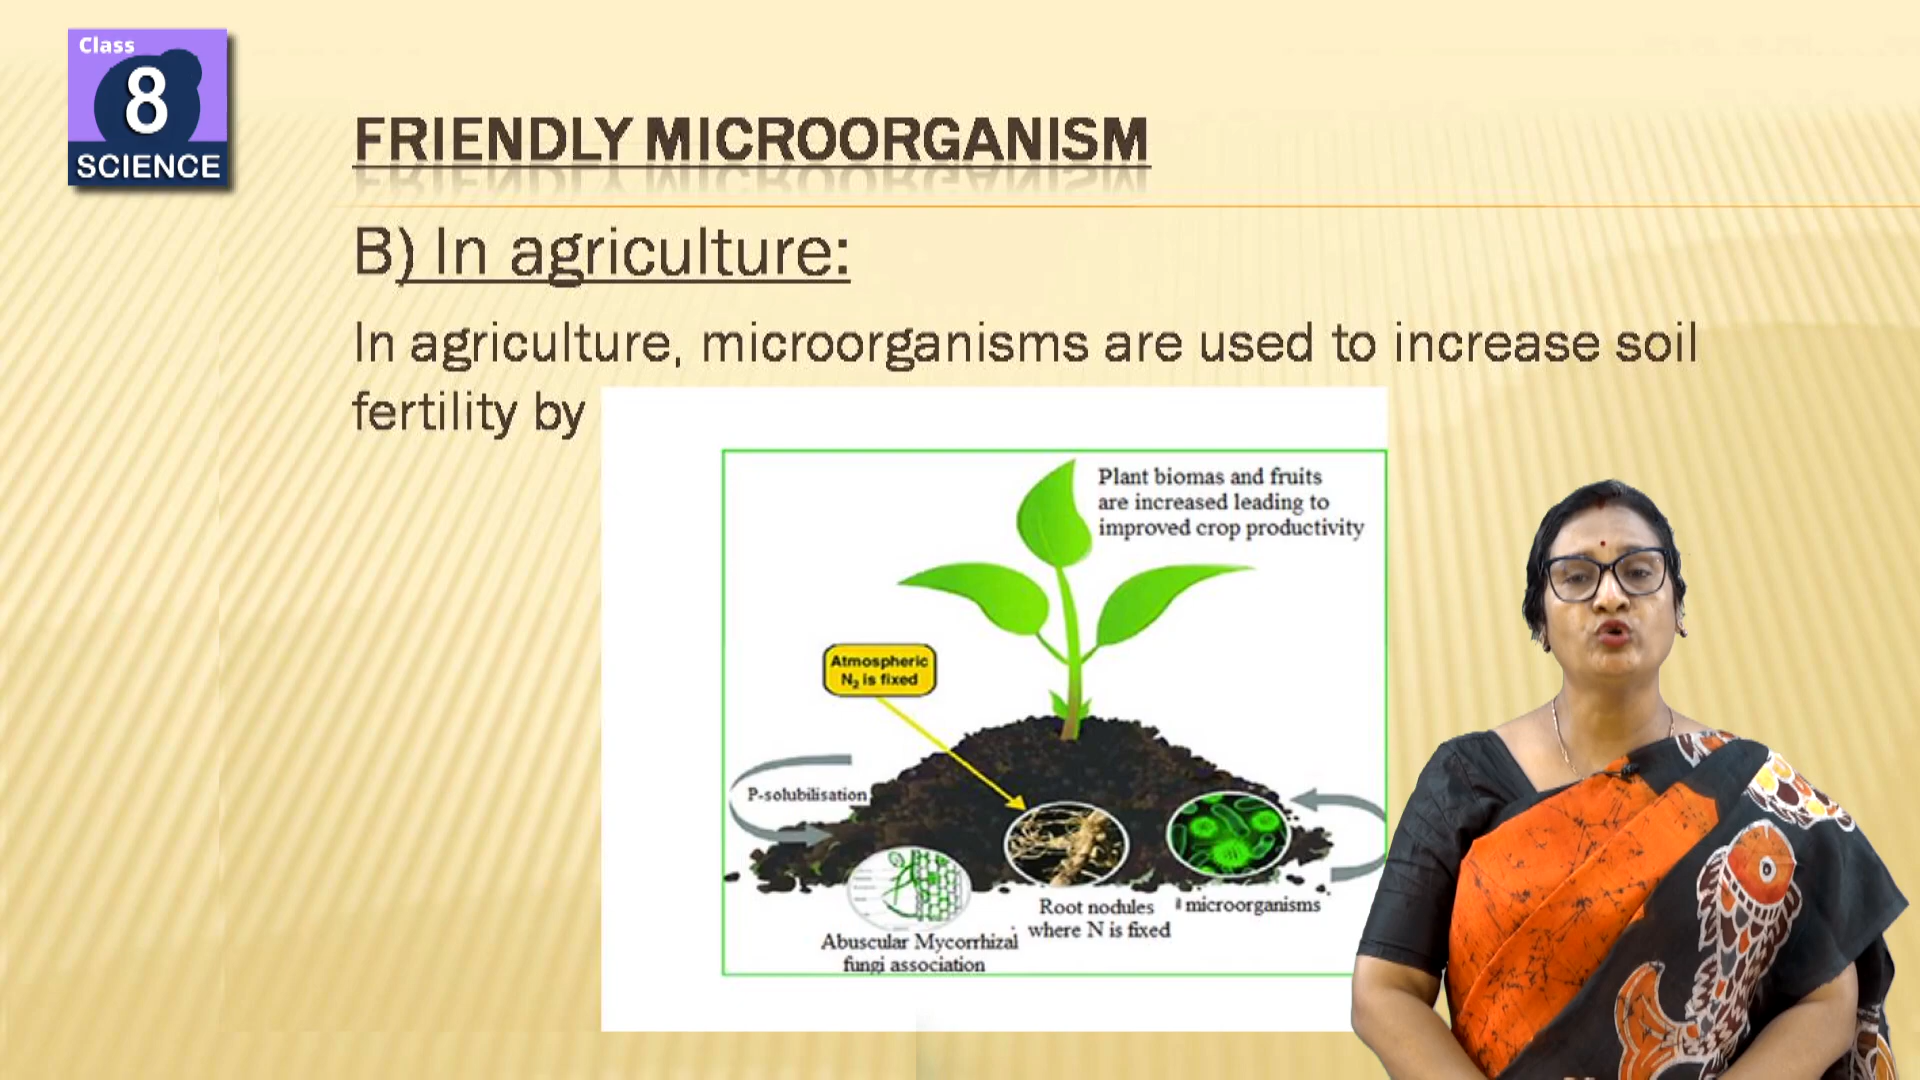 Class
8
SCIENCE
FRIENDLY MICROORGANISM
B) In agriculture:
In agriculture, microorganisms are used to increase soil
fertility by
Plant biomas and fruits
are increased leading to
improved crop productivity
Atmospheric
N₂ is fixed
P-solubilisation
Abuscular Mycorrhizal
fungi association
Root nodules
where N is fixed
microorganisms